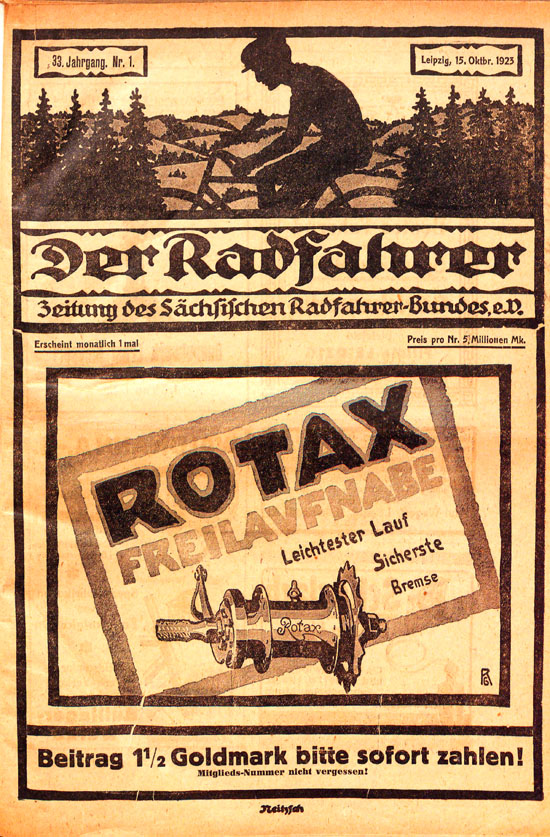 33. Jahrgang. Nr. 1.
Leipzig, 15. Oktbr. 1923
Der Radfahrer
Zeitung des Sächsischen Radfahrer-Bundes, e.V.
Erscheint monatlich 1 mal
Preis pro Nr. 5 Millionen Mk.
ROTAX
FREILAUFNABE
Leichtester Lauf
Sicherste
Bremse
Rotax
Beitrag 1½ Goldmark bitte sofort zahlen!
Mitglieds-Nummer nicht vergessen!